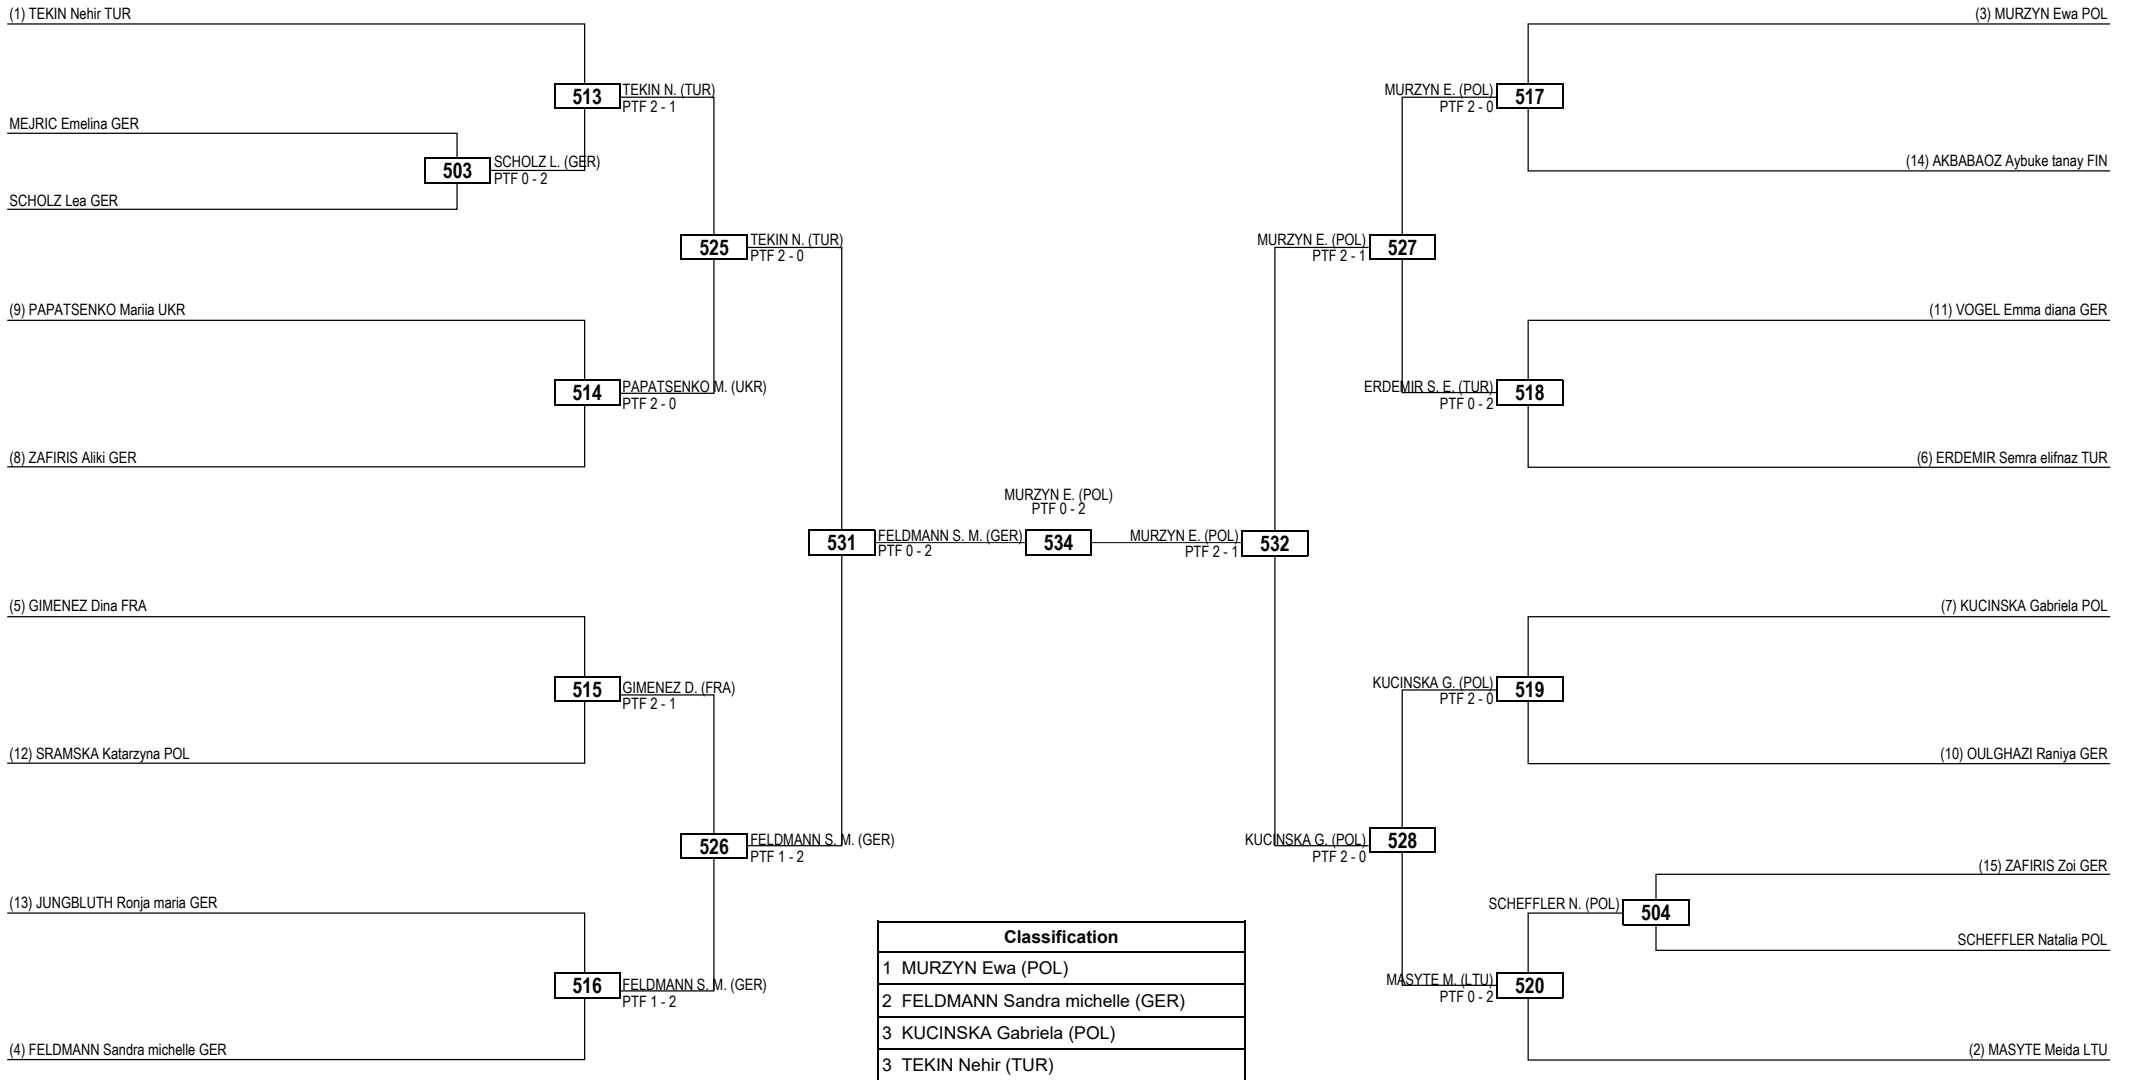 (1) TEKIN Nehir TUR
(3) MURZYN Ewa POL
513
TEKIN N. (TUR)
PTF 2 - 1
MURZYN E. (POL)
PTF 2 - 0
517
MEJRIC Emelina GER
503
SCHOLZ L. (GER)
PTF 0 - 2
(14) AKBABAOZ Aybuke tanay FIN
SCHOLZ Lea GER
525
TEKIN N. (TUR)
PTF 2 - 0
MURZYN E. (POL)
PTF 2 - 1
527
(9) PAPATSENKO Mariia UKR
(11) VOGEL Emma diana GER
514
PAPATSENKO M. (UKR)
PTF 2 - 0
ERDEMIR S. E. (TUR)
PTF 0 - 2
518
(8) ZAFIRIS Aliki GER
(6) ERDEMIR Semra elifnaz TUR
MURZYN E. (POL)
PTF 0 - 2
531
FELDMANN S. M. (GER)
PTF 0 - 2
534
MURZYN E. (POL)
PTF 2 - 1
532
(5) GIMENEZ Dina FRA
(7) KUCINSKA Gabriela POL
515
GIMENEZ D. (FRA)
PTF 2 - 1
KUCINSKA G. (POL)
PTF 2 - 0
519
(12) SRAMSKA Katarzyna POL
(10) OULGHAZI Raniya GER
526
FELDMANN S. M. (GER)
PTF 1 - 2
KUCINSKA G. (POL)
PTF 2 - 0
528
(15) ZAFIRIS Zoi GER
(13) JUNGBLUTH Ronja maria GER
SCHEFFLER N. (POL)
504
SCHEFFLER Natalia POL
516
FELDMANN S. M. (GER)
PTF 1 - 2
MASYTE M. (LTU)
PTF 0 - 2
520
(4) FELDMANN Sandra michelle GER
(2) MASYTE Meida LTU
Classification
1 MURZYN Ewa (POL)
2 FELDMANN Sandra michelle (GER)
3 KUCINSKA Gabriela (POL)
3 TEKIN Nehir (TUR)